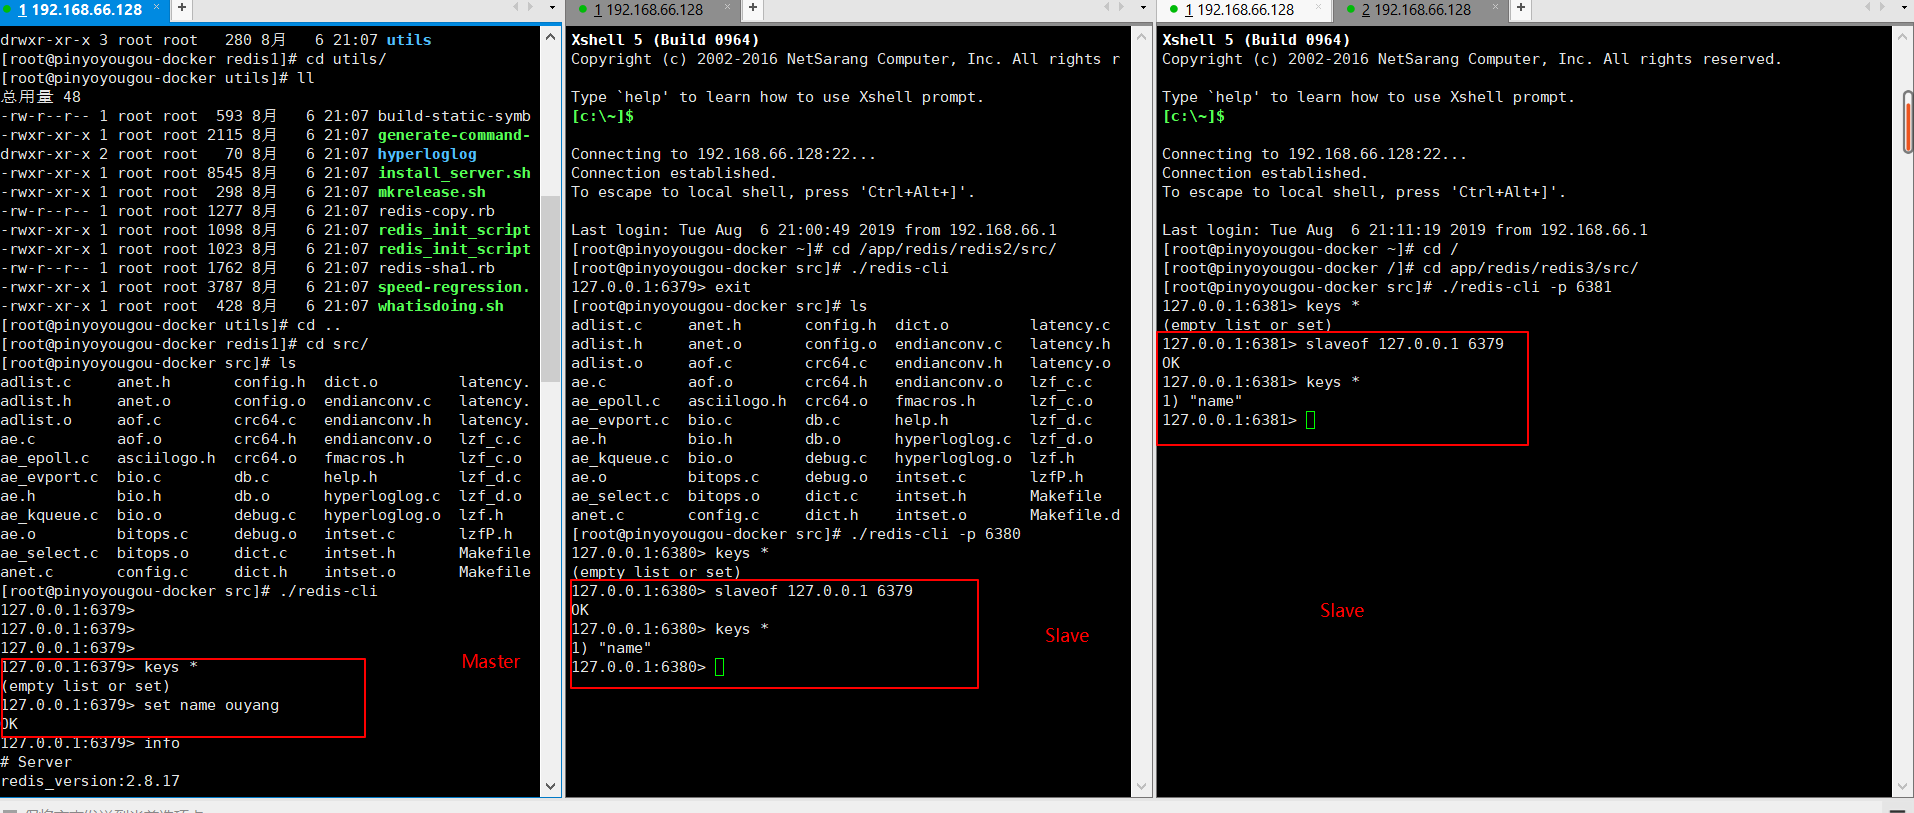 1 192.168.66.128 × +
drwxr-xr-x 3 root root   280 8月   6 21:07 utils
[root@pinyoyougou-docker redis1]# cd utils/
[root@pinyoyougou-docker utils]# ll
总用量 48
-rw-r--r-- 1 root root  593 8月   6 21:07 build-static-symb
-rwxr-xr-x 1 root root 2115 8月   6 21:07 generate-command-
drwxr-xr-x 2 root root   70 8月   6 21:07 hyperloglog
-rwxr-xr-x 1 root root 8545 8月   6 21:07 install_server.sh
-rwxr-xr-x 1 root root  298 8月   6 21:07 mkrelease.sh
-rw-r--r-- 1 root root 1277 8月   6 21:07 redis-copy.rb
-rwxr-xr-x 1 root root 1098 8月   6 21:07 redis_init_script
-rwxr-xr-x 1 root root 1023 8月   6 21:07 redis_init_script
-rw-r--r-- 1 root root 1762 8月   6 21:07 redis-sha1.rb
-rwxr-xr-x 1 root root 3787 8月   6 21:07 speed-regression.
-rwxr-xr-x 1 root root  428 8月   6 21:07 whatisdoing.sh
[root@pinyoyougou-docker utils]# cd ..
[root@pinyoyougou-docker redis1]# cd src/
[root@pinyoyougou-docker src]# ls
adlist.c    anet.h       config.h  dict.o         latency.
adlist.h    anet.o       config.o  endianconv.c   latency.
adlist.o    aof.c        crc64.c   endianconv.h   latency.
ae.c        aof.o        crc64.h   endianconv.o   lzf_c.c
ae_epoll.c  asciilogo.h  crc64.o   fmacros.h      lzf_c.o
ae_evport.c bio.c        db.c      help.h         lzf_d.c
ae.h        bio.h        db.o      hyperloglog.c  lzf_d.o
ae_kqueue.c bio.o        debug.c   hyperloglog.o  lzf.h
ae.o        bitops.c     debug.o   intset.c       lzfP.h
ae_select.c bitops.o     dict.c    intset.h       Makefile
anet.c      config.c     dict.h    intset.o       Makefile
[root@pinyoyougou-docker src]# ./redis-cli
127.0.0.1:6379>
127.0.0.1:6379>
127.0.0.1:6379>
127.0.0.1:6379> keys *
(empty list or set)
127.0.0.1:6379> set name ouyang
OK
127.0.0.1:6379> info
# Server
redis_version:2.8.17
Master
1 192.168.66.128 × +
Xshell 5 (Build 0964)
Copyright (c) 2002-2016 NetSarang Computer, Inc. All rights r
Type `help' to learn how to use Xshell prompt.
[c:\~]$
Connecting to 192.168.66.128:22...
Connection established.
To escape to local shell, press 'Ctrl+Alt+]'.
Last login: Tue Aug  6 21:00:49 2019 from 192.168.66.1
[root@pinyoyougou-docker ~]# cd /app/redis/redis2/src/
[root@pinyoyougou-docker src]# ./redis-cli
127.0.0.1:6379> exit
[root@pinyoyougou-docker src]# ls
adlist.c     anet.h       config.h  dict.o         latency.c
adlist.h     anet.o       config.o  endianconv.c   latency.h
adlist.o     aof.c        crc64.c   endianconv.h   latency.o
ae.c         aof.o        crc64.h   endianconv.o   lzf_c.c
ae_epoll.c   asciilogo.h  crc64.o   fmacros.h      lzf_c.o
ae_evport.c  bio.c        db.c      help.h         lzf_d.c
ae.h         bio.h        db.o      hyperloglog.c  lzf_d.o
ae_kqueue.c  bio.o        debug.c   hyperloglog.o  lzf.h
ae.o         bitops.c     debug.o   intset.c       lzfP.h
ae_select.c  bitops.o     dict.c    intset.h       Makefile
anet.c       config.c     dict.h    intset.o       Makefile.d
[root@pinyoyougou-docker src]# ./redis-cli -p 6380
127.0.0.1:6380> keys *
(empty list or set)
127.0.0.1:6380> slaveof 127.0.0.1 6379
OK
127.0.0.1:6380> keys *
1) "name"
127.0.0.1:6380>
Slave
1 192.168.66.128 × 2 192.168.66.128 × +
Xshell 5 (Build 0964)
Copyright (c) 2002-2016 NetSarang Computer, Inc. All rights reserved.
Type `help' to learn how to use Xshell prompt.
[c:\~]$
Connecting to 192.168.66.128:22...
Connection established.
To escape to local shell, press 'Ctrl+Alt+]'.
Last login: Tue Aug  6 21:11:19 2019 from 192.168.66.1
[root@pinyoyougou-docker ~]# cd /
[root@pinyoyougou-docker /]# cd app/redis/redis3/src/
[root@pinyoyougou-docker src]# ./redis-cli -p 6381
127.0.0.1:6381> keys *
(empty list or set)
127.0.0.1:6381> slaveof 127.0.0.1 6379
OK
127.0.0.1:6381> keys *
1) "name"
127.0.0.1:6381>
Slave